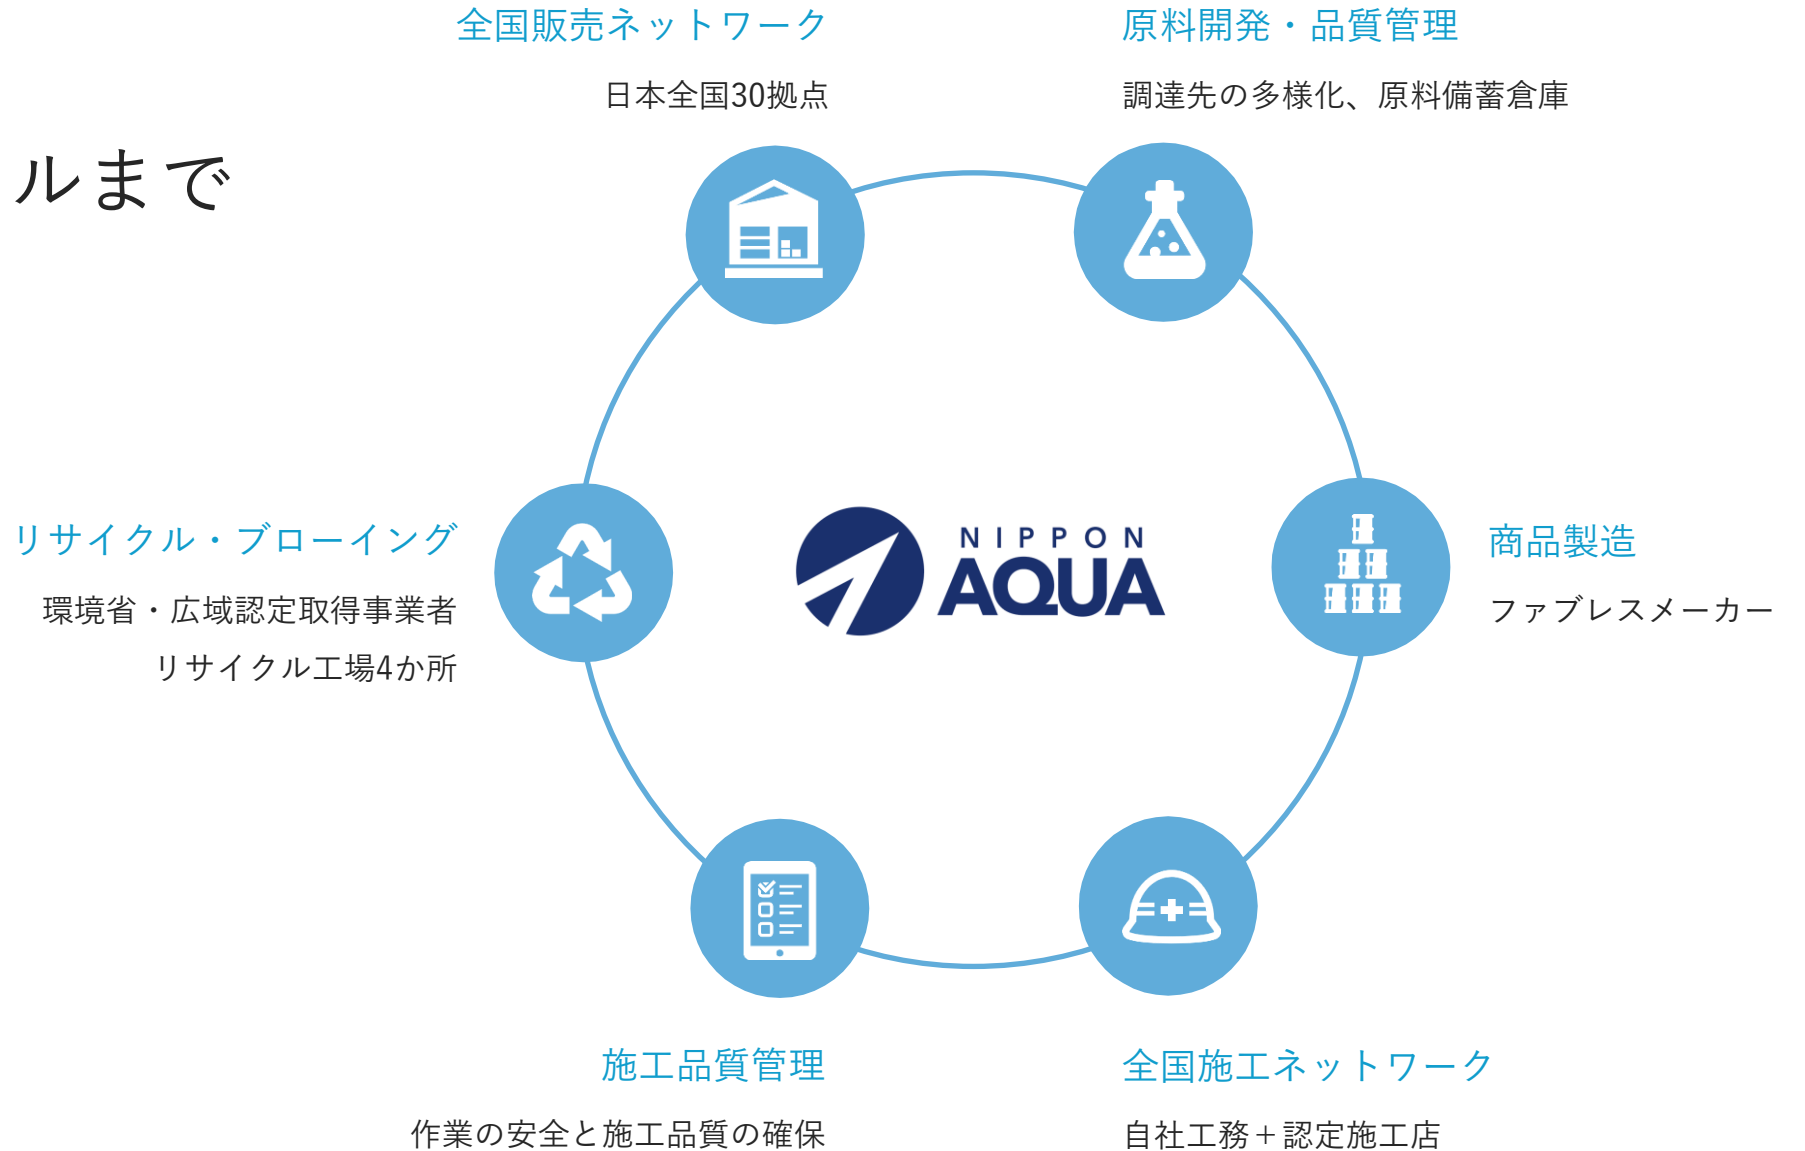 全国販売ネットワーク
日本全国30拠点
原料開発・品質管理
調達先の多様化、原料備蓄倉庫
ルまで
リサイクル・ブローイング
環境省・広域認定取得事業者
リサイクル工場4か所
NIPPON
AQUA
商品製造
ファブレスメーカー
施工品質管理
作業の安全と施工品質の確保
全国施工ネットワーク
自社工務＋認定施工店